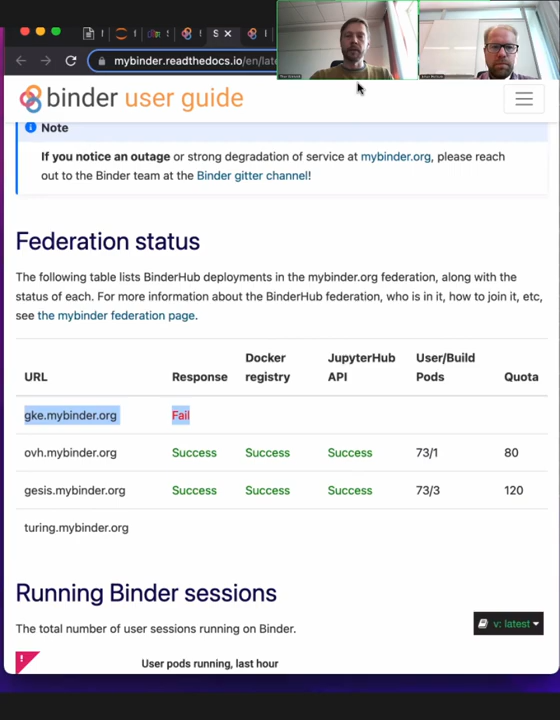 S
mybinder.readthedocs.io/en/late
binder user guide
Note
If you notice an outage or strong degradation of service at mybinder.org, please reach
out to the Binder team at the Binder gitter channel!
Federation status
The following table lists BinderHub deployments in the mybinder.org federation, along with the
status of each. For more information about the BinderHub federation, who is in it, how to join it, etc,
see the mybinder federation page.
URL Response Docker registry JupyterHub API User/Build Pods Quota
gke.mybinder.org Fail
ovh.mybinder.org Success Success Success 73/1 80
gesis.mybinder.org Success Success Success 73/3 120
turing.mybinder.org
Running Binder sessions
v: latest
The total number of user sessions running on Binder.
!
User pods running, last hour